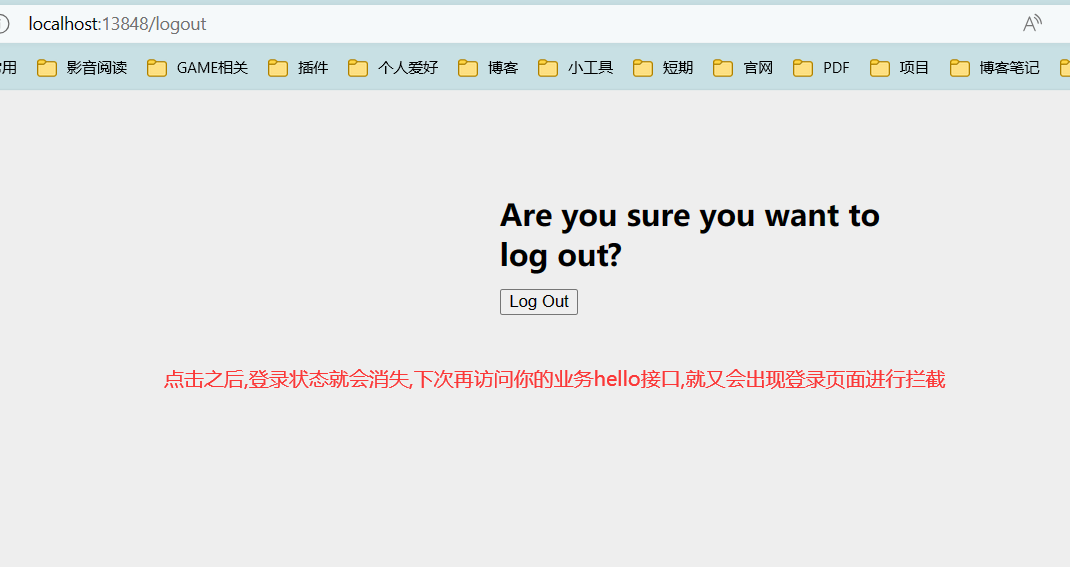 localhost:13848/logout
用 影音阅读 GAME相关 插件 个人爱好 博客 小工具 短期 官网 PDF 项目 博客笔记
Are you sure you want to
log out?
Log Out
点击之后,登录状态就会消失,下次再访问你的业务hello接口,就又会出现登录页面进行拦截